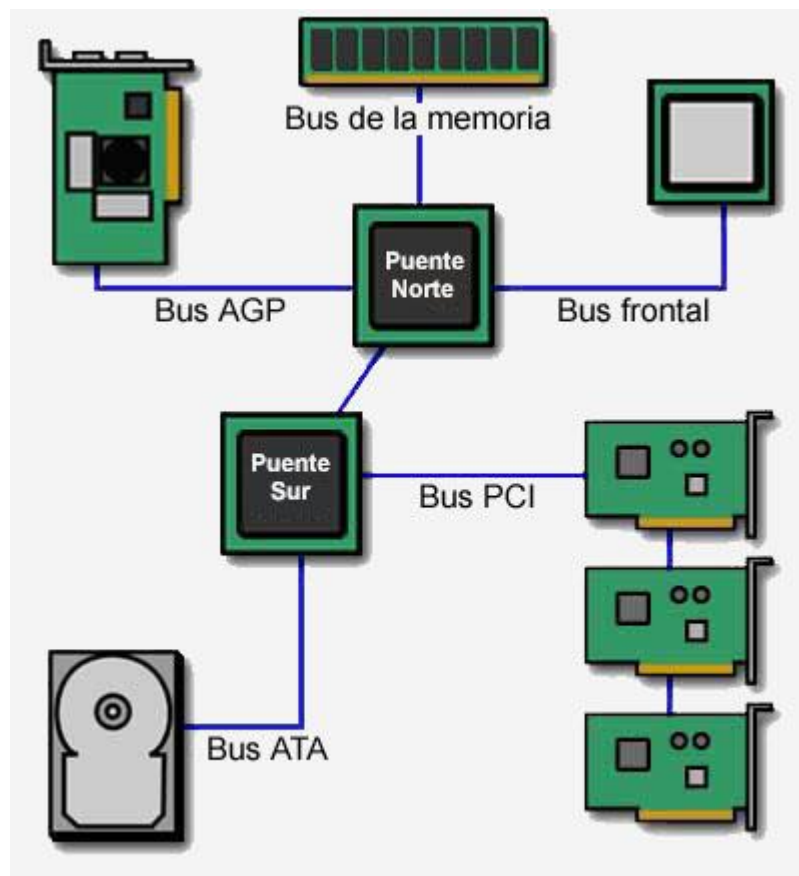 Bus de la memoria
Puente
Norte
Bus AGP
Bus frontal
Puente
Sur
Bus PCI
Bus ATA